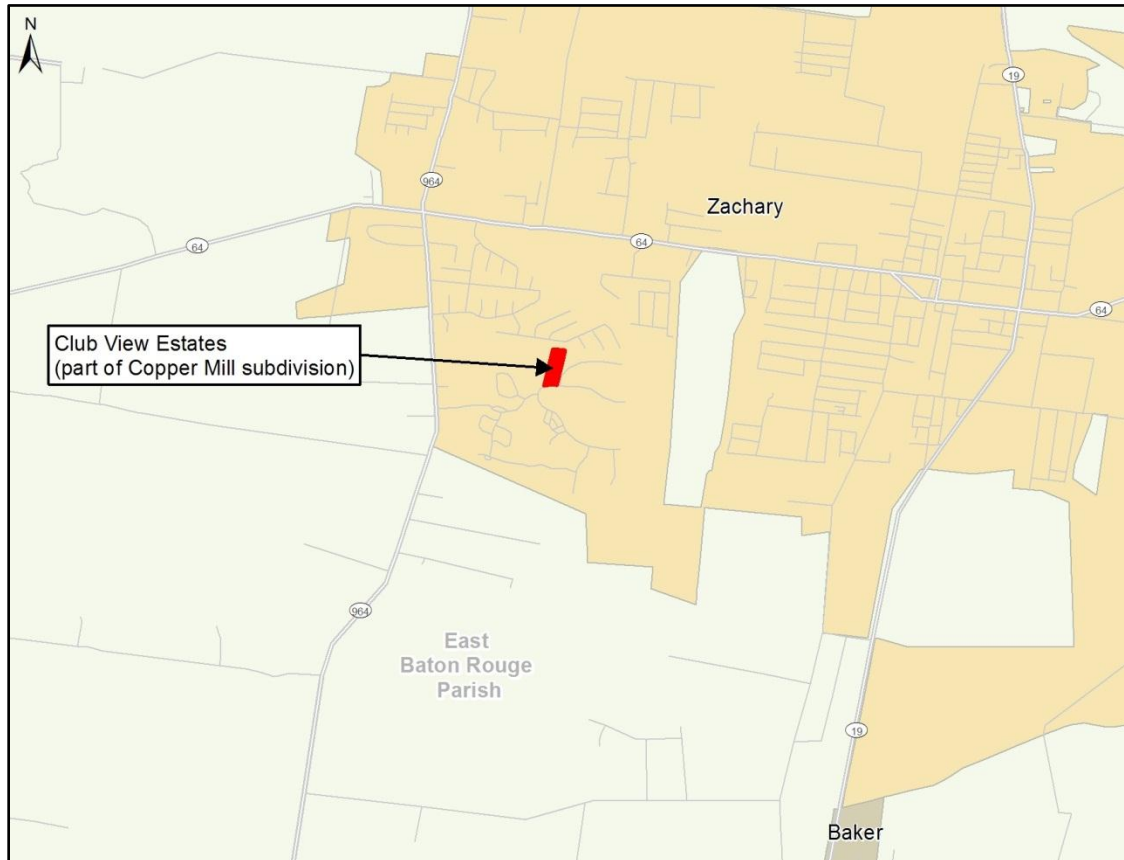 N
19
964
Zachary
64
64
64
Club View Estates
(part of Copper Mill subdivision)
964
East
Baton Rouge
Parish
19
Baker